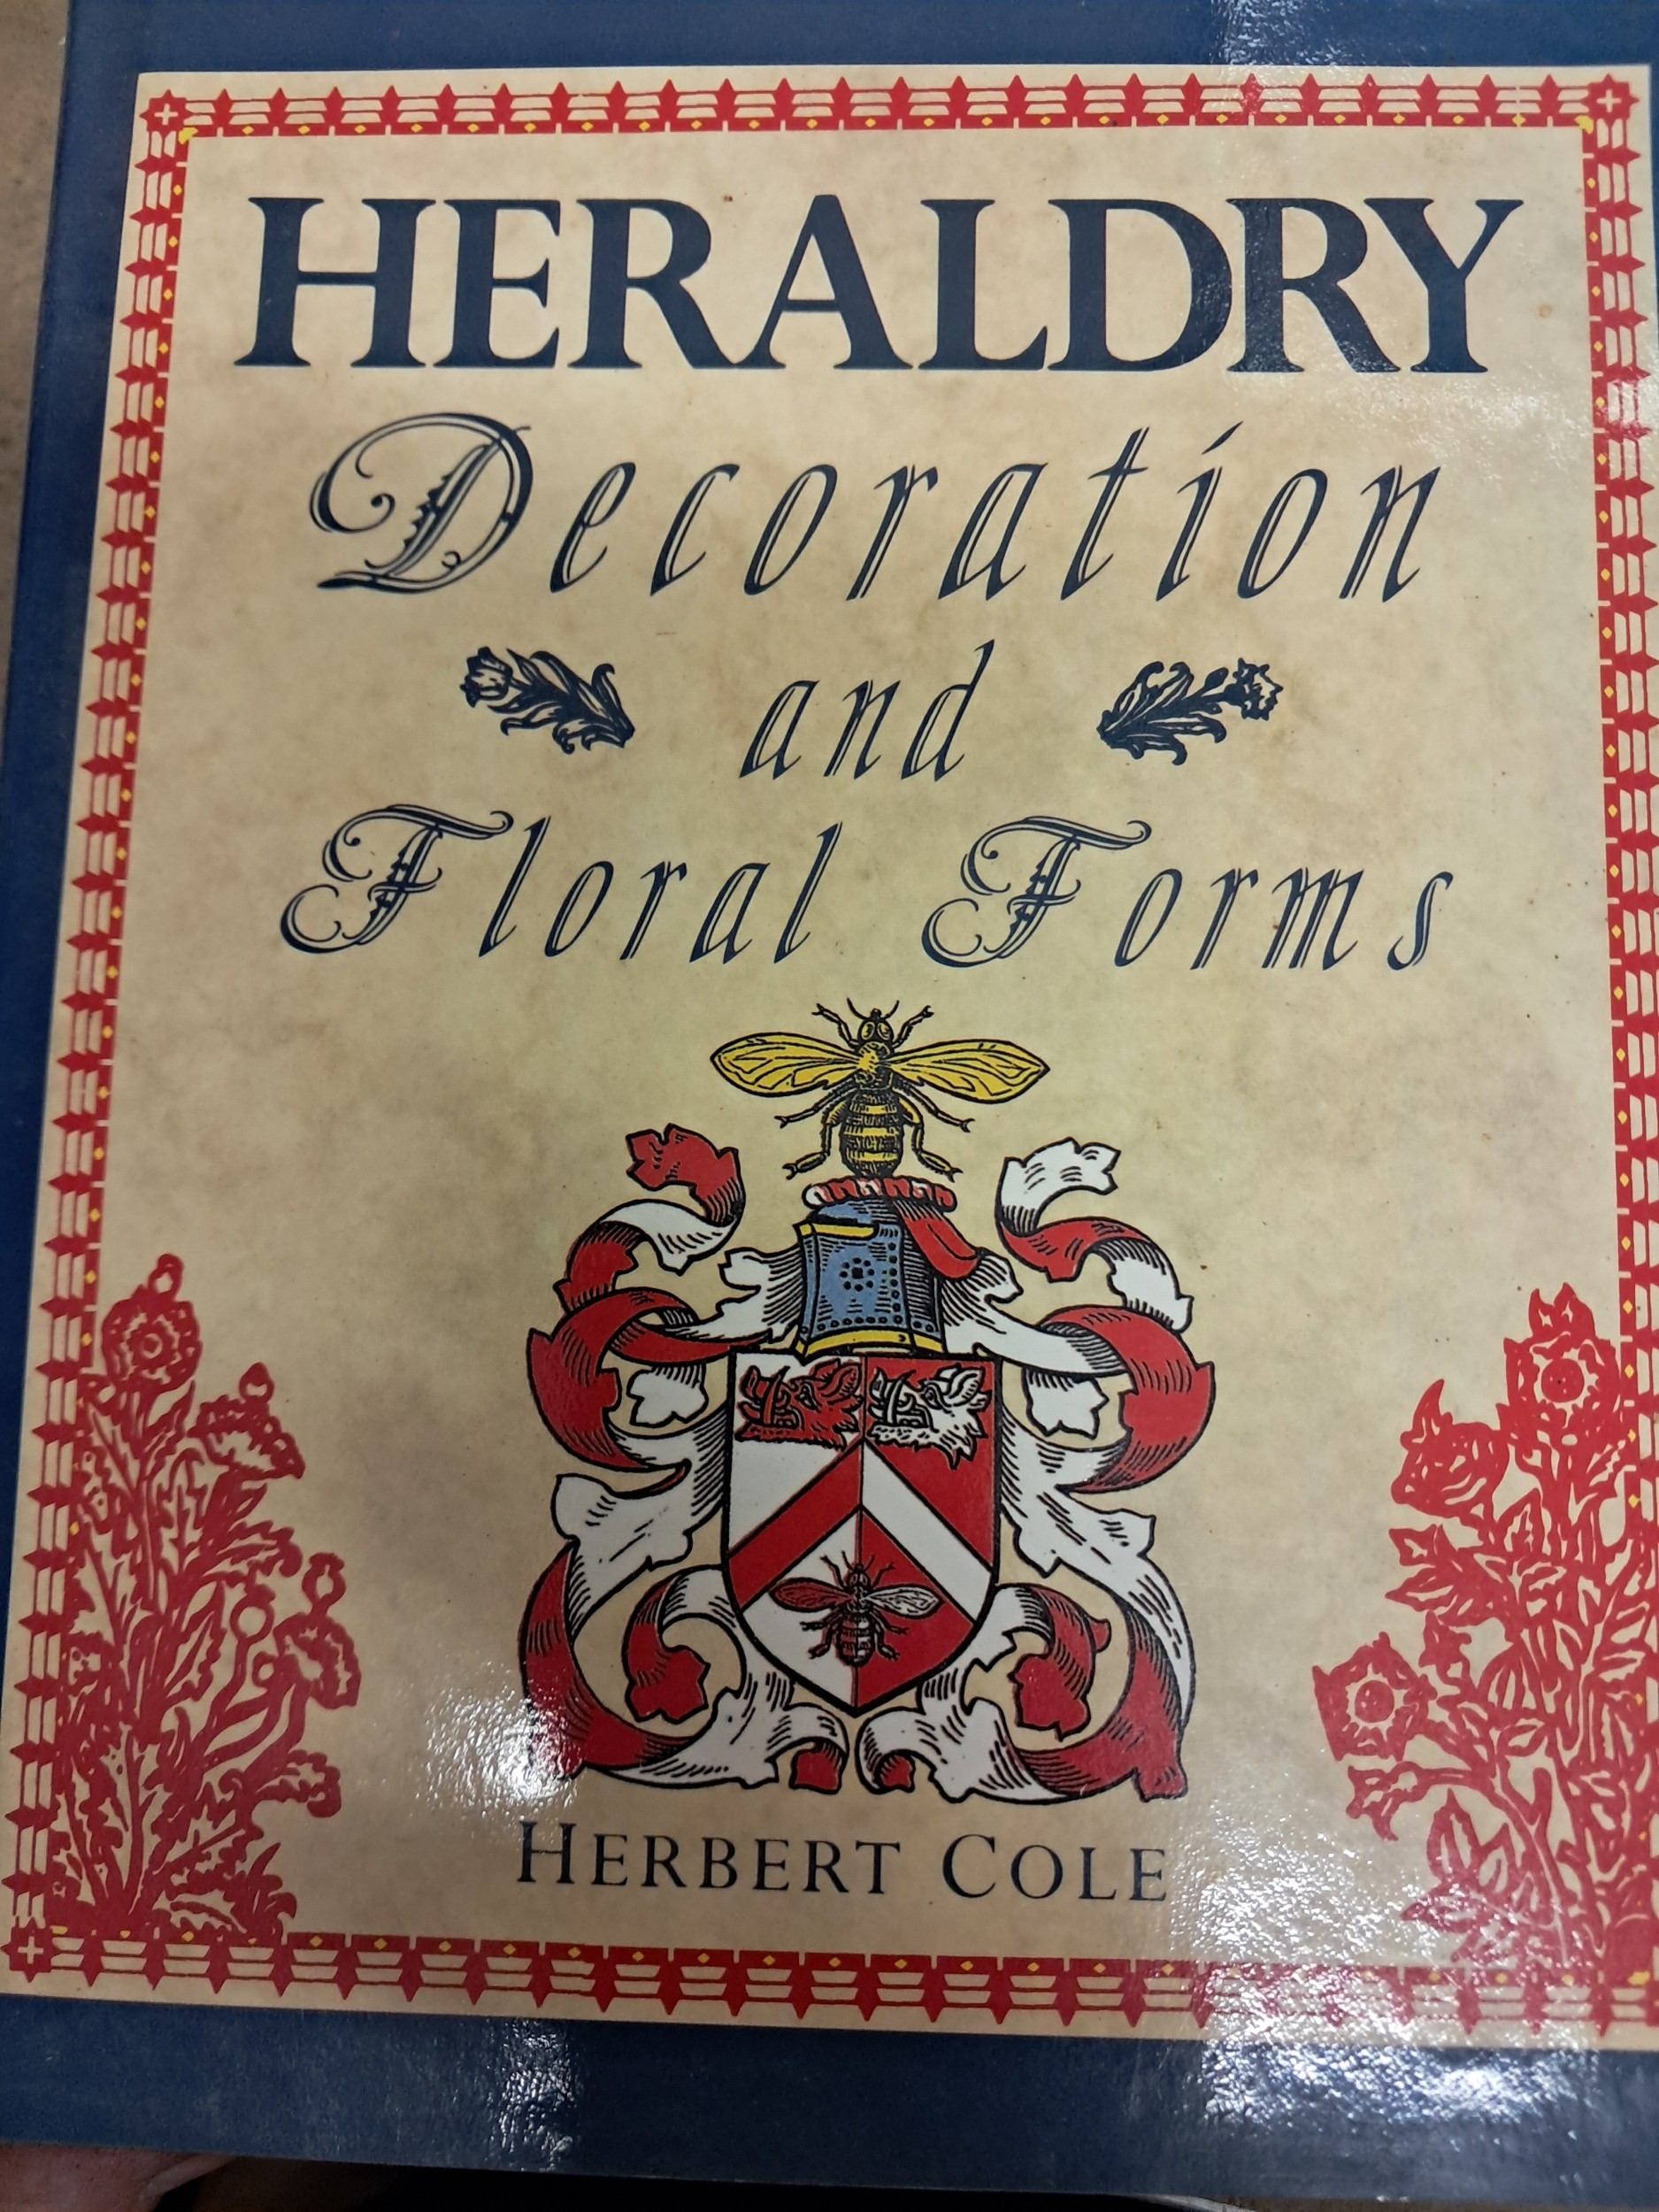 HERALDRY
Decoration
and
Floral Forms
HERBERT COLE